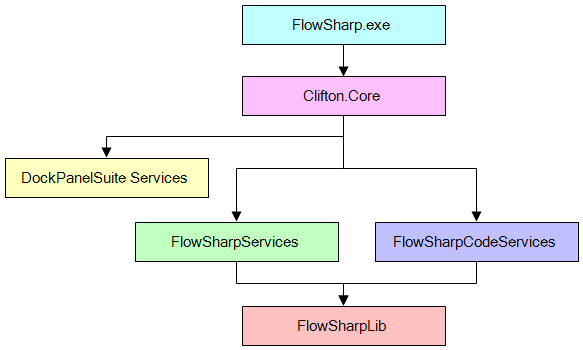 FlowSharp.exe
Clifton.Core
DockPanelSuite Services
FlowSharpServices
FlowSharpCodeServices
FlowSharpLib